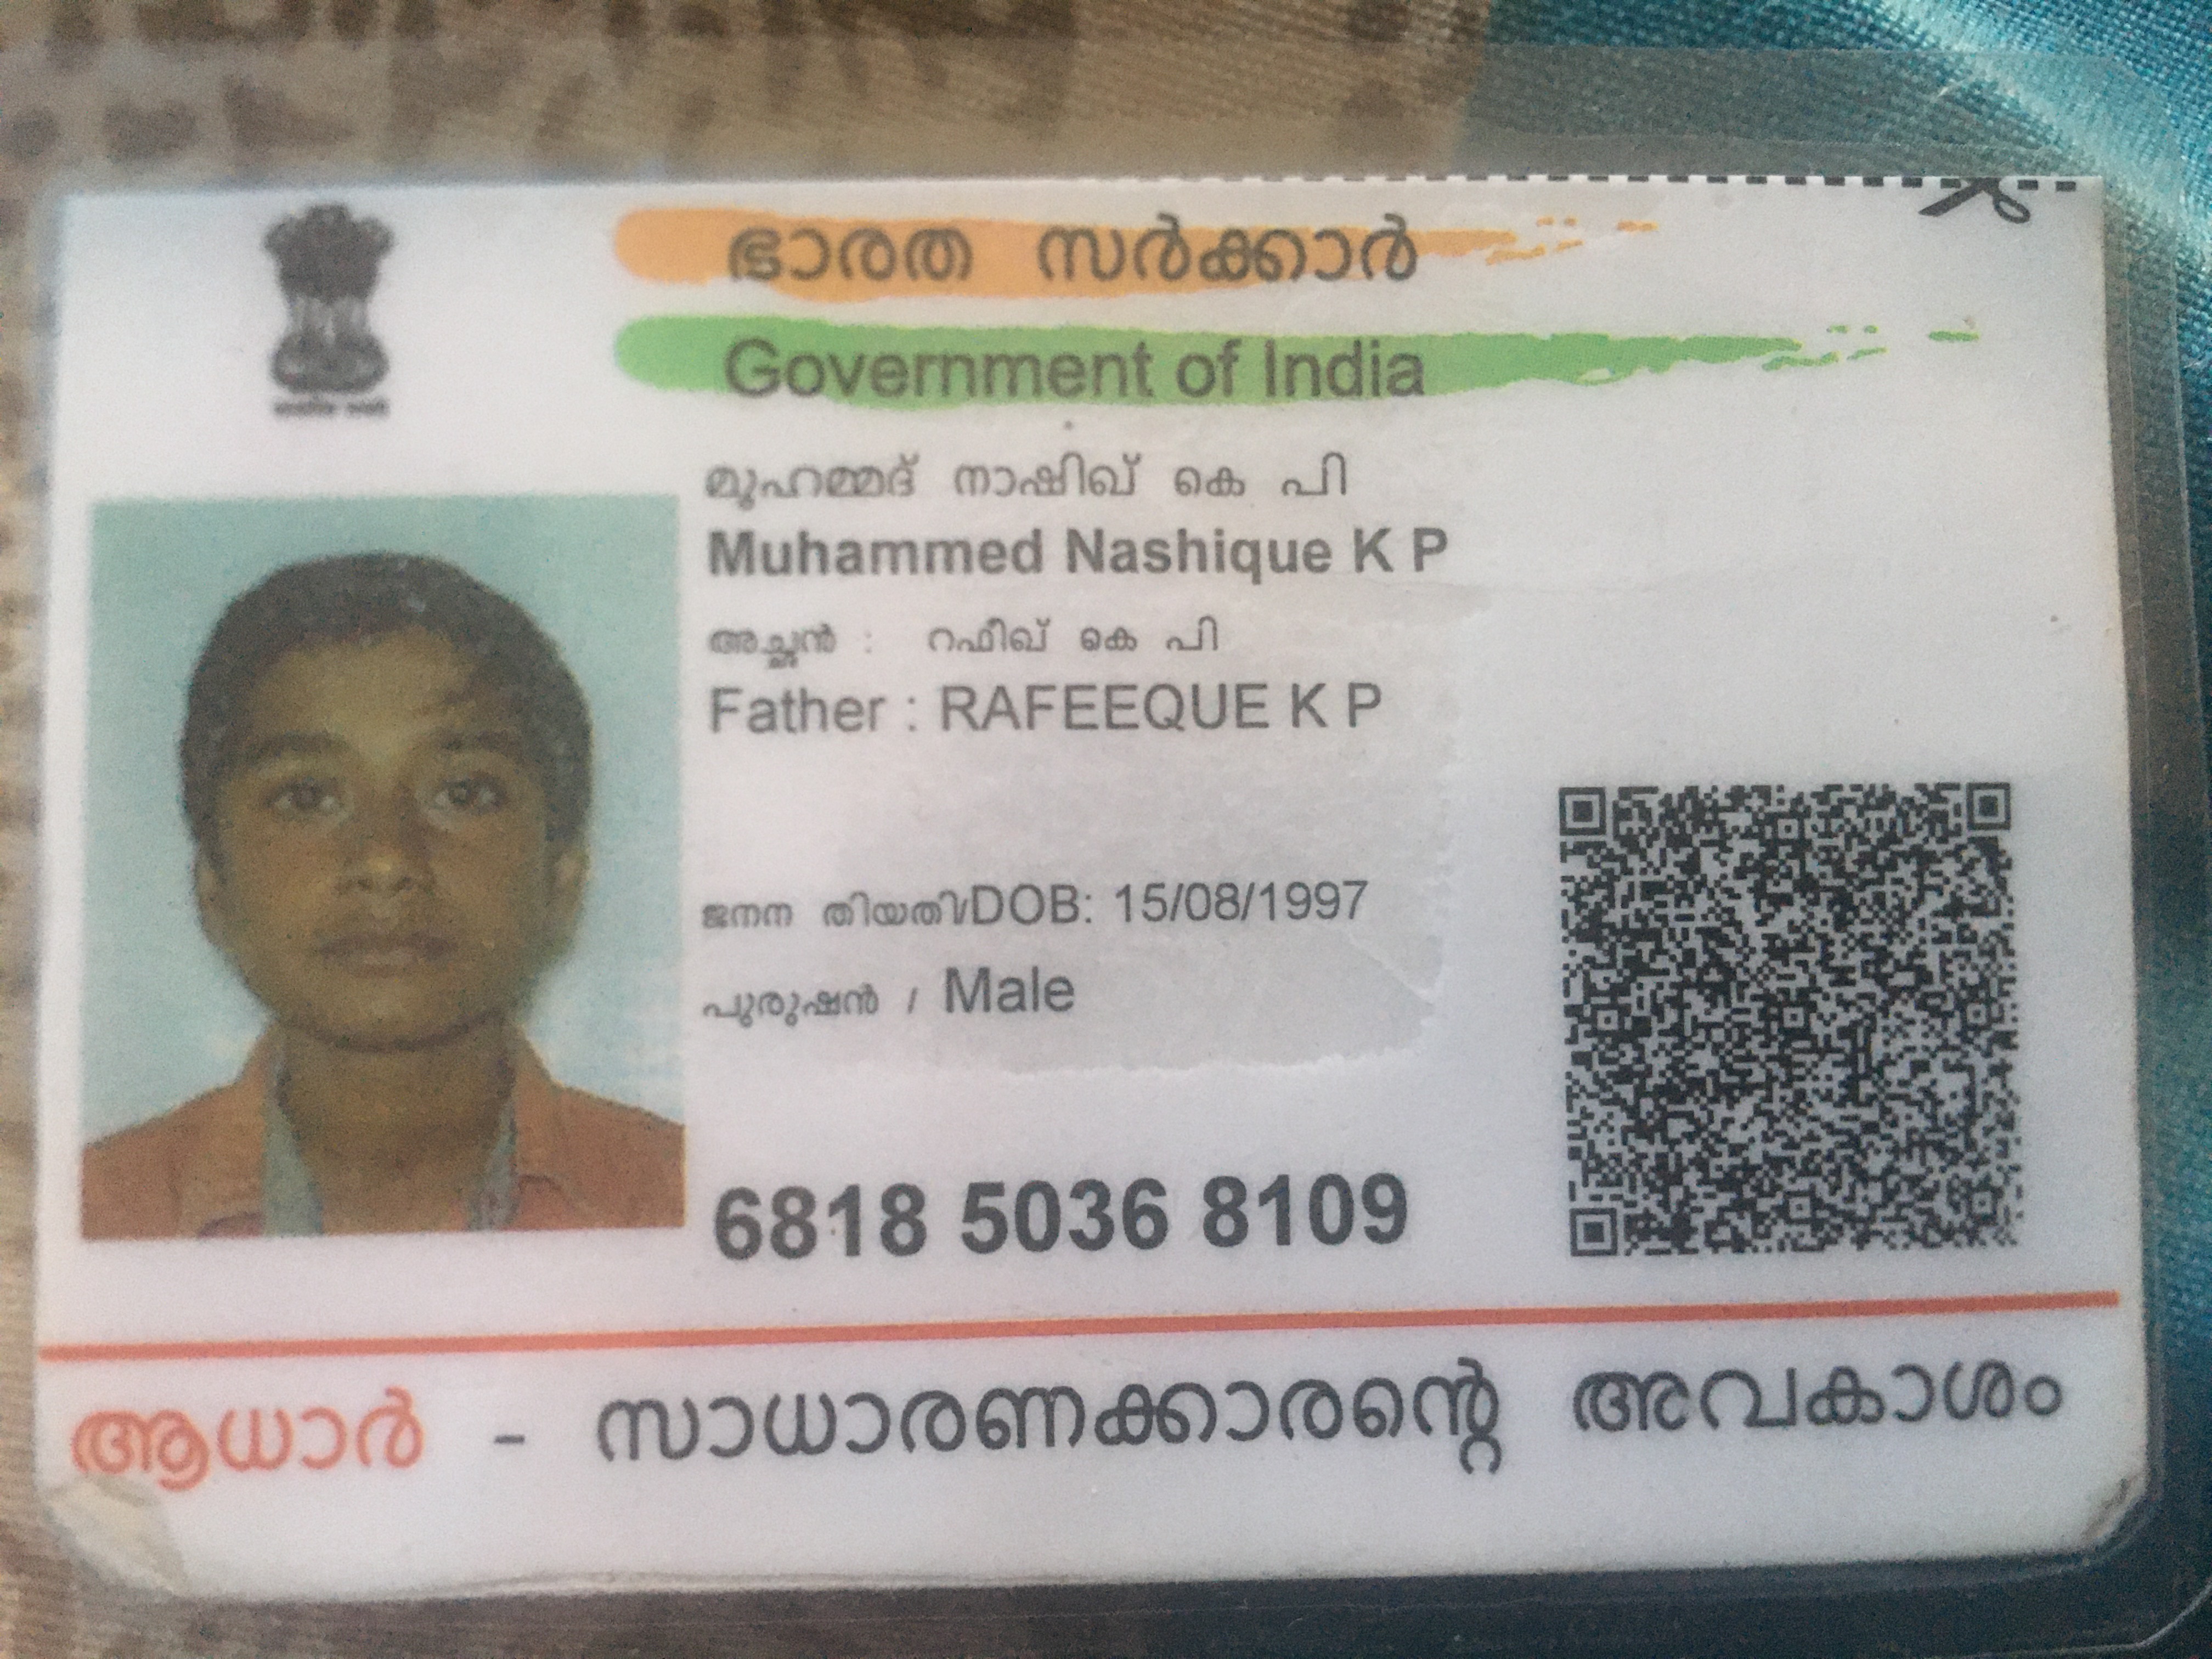 ഭാരത സർക്കാർ
Government of India
മുഹമ്മദ് നാഷിഖ് കെ പി
Muhammed Nashique K P
അച്ഛൻ : റഫീഖ് കെ പി
Father : RAFEEQUE K P
ജനന തിയതി/DOB: 15/08/1997
പുരുഷൻ / Male
6818 5036 8109
ആധാർ - സാധാരണക്കാരന്റെ അവകാശം